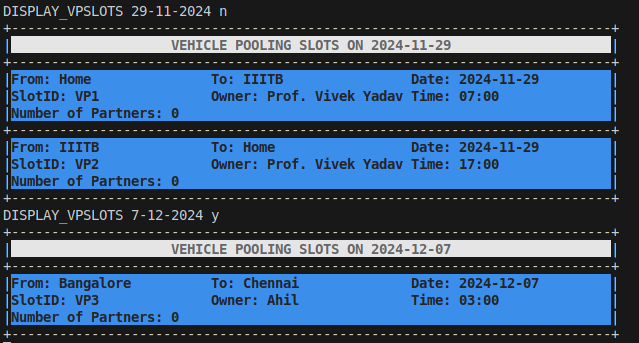 DISPLAY_VPSLOTS 29-11-2024 n
VEHICLE POOLING SLOTS ON 2024-11-29
From: Home To: IIITB Date: 2024-11-29
SlotID: VP1 Owner: Prof. Vivek Yadav Time: 07:00
Number of Partners: 0
From: IIITB To: Home Date: 2024-11-29
SlotID: VP2 Owner: Prof. Vivek Yadav Time: 17:00
Number of Partners: 0
DISPLAY_VPSLOTS 7-12-2024 y
VEHICLE POOLING SLOTS ON 2024-12-07
From: Bangalore To: Chennai Date: 2024-12-07
SlotID: VP3 Owner: Ahil Time: 03:00
Number of Partners: 0